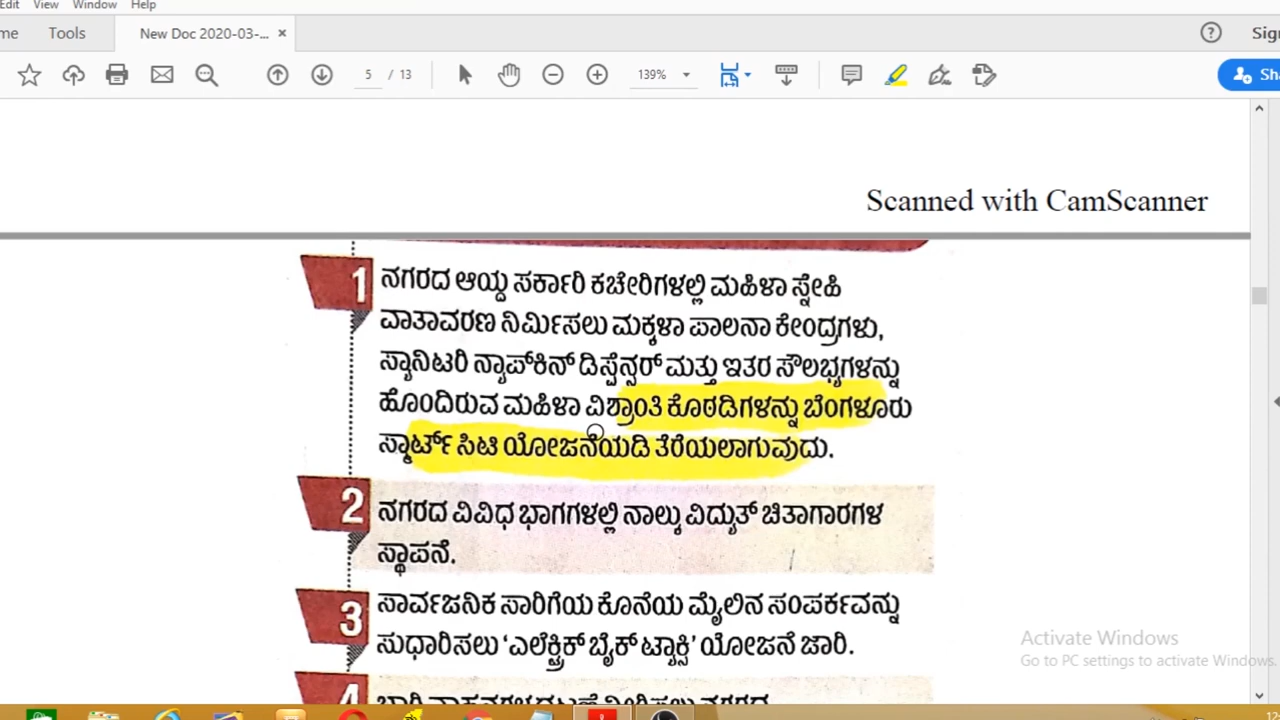 Edit View Window Help
me Tools New Doc 2020-03-... × Sig
5 / 13 139% Sha
Scanned with CamScanner
1 ನಗರದ ಆಯ್ದ ಸರ್ಕಾರಿ ಕಚೇರಿಗಳಲ್ಲಿ ಮಹಿಳಾ ಸ್ನೇಹಿ
ವಾತಾವರಣ ನಿರ್ಮಿಸಲು ಮಕ್ಕಳಾ ಪಾಲನಾ ಕೇಂದ್ರಗಳು,
ಸ್ಯಾನಿಟರಿ ನ್ಯಾಪ್‌ಕಿನ್ ಡಿಸ್ಪೆನ್ಸರ್ ಮತ್ತು ಇತರ ಸೌಲಭ್ಯಗಳನ್ನು
ಹೊಂದಿರುವ ಮಹಿಳಾ ವಿಶ್ರಾಂತಿ ಕೊಠಡಿಗಳನ್ನು ಬೆಂಗಳೂರು
ಸ್ಮಾರ್ಟ್ ಸಿಟಿ ಯೋಜನೆಯಡಿ ತೆರೆಯಲಾಗುವುದು.
2 ನಗರದ ವಿವಿಧ ಭಾಗಗಳಲ್ಲಿ ನಾಲ್ಕು ವಿದ್ಯುತ್ ಚಿತಾಗಾರಗಳ
ಸ್ಥಾಪನೆ.
3 ಸಾರ್ವಜನಿಕ ಸಾರಿಗೆಯ ಕೊನೆಯ ಮೈಲಿನ ಸಂಪರ್ಕವನ್ನು
ಸುಧಾರಿಸಲು ‘ಎಲೆಕ್ಟ್ರಿಕ್ ಬೈಕ್ ಟ್ಯಾಕ್ಸಿ’ ಯೋಜನೆ ಜಾರಿ.
Activate Windows
Go to PC settings to activate Windows.
4